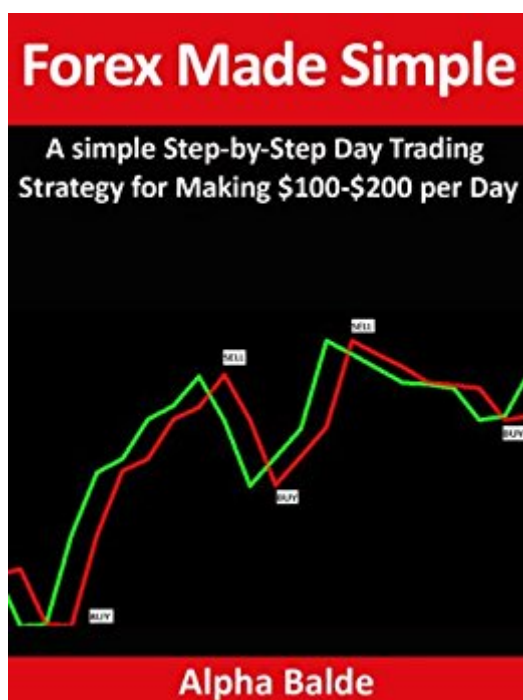 Forex Made Simple
A simple Step-by-Step Day Trading
Strategy for Making $100-$200 per Day
SELL
SELL
BUY
BUY
BUY
Alpha Balde